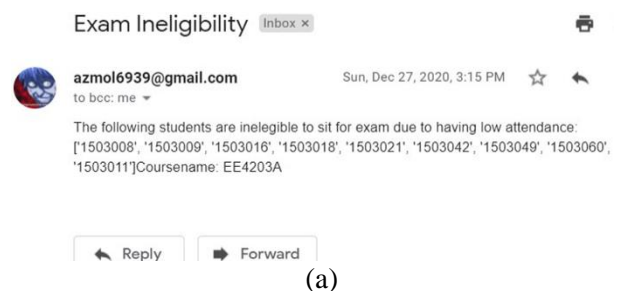 Exam Ineligibility Inbox ×
azmol6939@gmail.com Sun, Dec 27, 2020, 3:15 PM
to bcc: me
The following students are inelegible to sit for exam due to having low attendance:
['1503008', '1503009', '1503016', '1503018', '1503021', '1503042', '1503049', '1503060',
'1503011']Coursename: EE4203A
Reply Forward
(a)